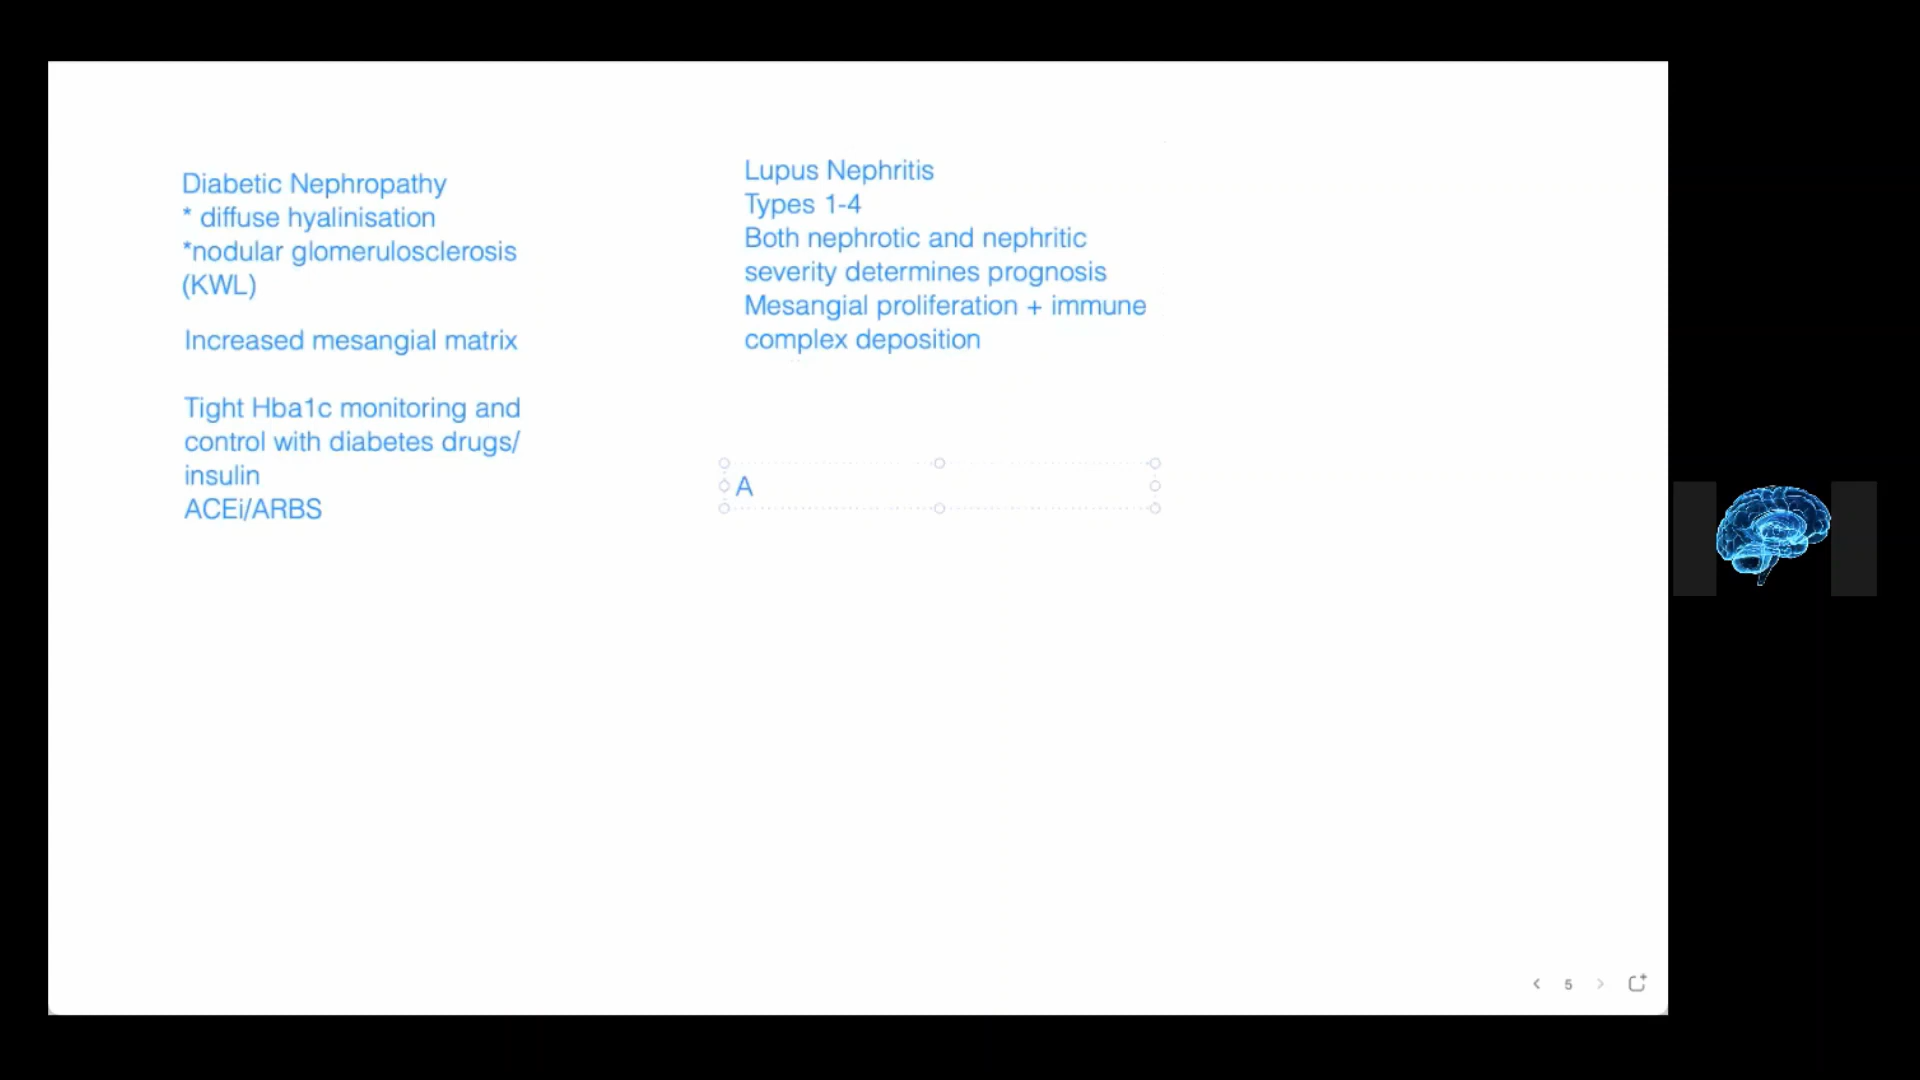 Diabetic Nephropathy
* diffuse hyalinisation
*nodular glomerulosclerosis
(KWL)
Increased mesangial matrix
Tight Hba1c monitoring and
control with diabetes drugs/
insulin
ACEi/ARBS
Lupus Nephritis
Types 1-4
Both nephrotic and nephritic
severity determines prognosis
Mesangial proliferation + immune
complex deposition
A
5